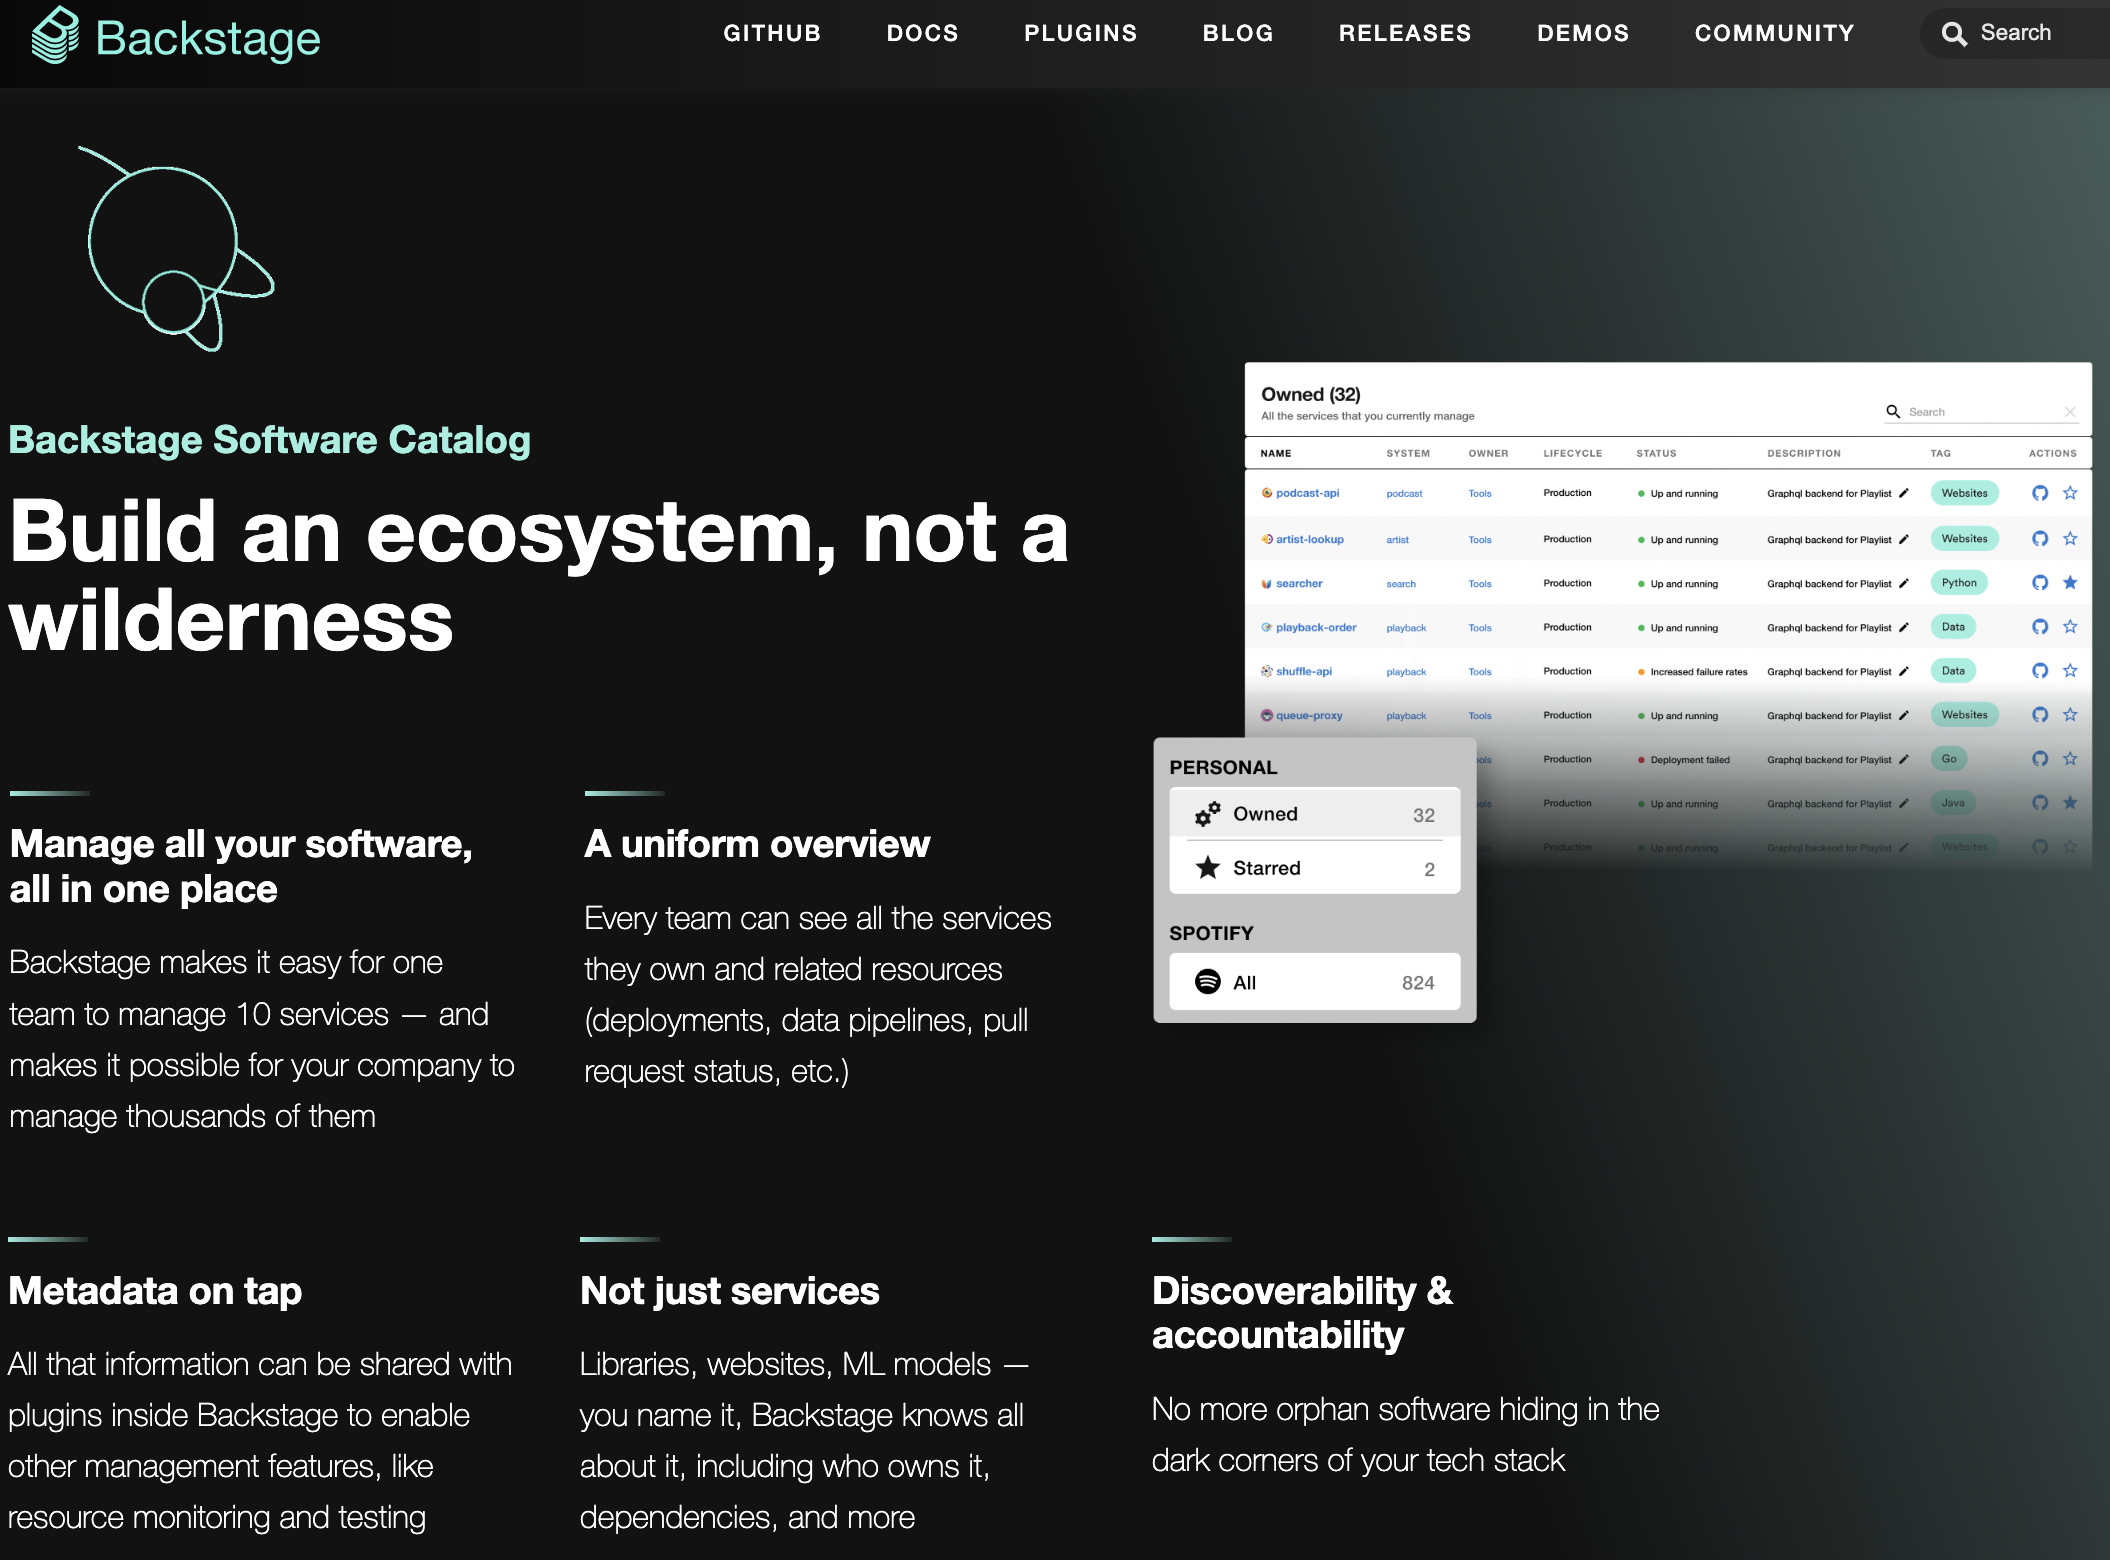 Backstage
GITHUB DOCS PLUGINS BLOG RELEASES DEMOS COMMUNITY Search
Backstage Software Catalog
Build an ecosystem, not a
wilderness
Manage all your software,
all in one place
Backstage makes it easy for one
team to manage 10 services — and
makes it possible for your company to
manage thousands of them
A uniform overview
Every team can see all the services
they own and related resources
(deployments, data pipelines, pull
request status, etc.)
Owned (32)
All the services that you currently manage
Search
NAME SYSTEM OWNER LIFECYCLE STATUS DESCRIPTION TAG ACTIONS
podcast-api podcast Tools Production Up and running Graphql backend for Playlist Websites
artist-lookup artist Tools Production Up and running Graphql backend for Playlist Websites
searcher search Tools Production Up and running Graphql backend for Playlist Python
playback-order playback Tools Production Up and running Graphql backend for Playlist Data
shuffle-api playback Tools Production Increased failure rates Graphql backend for Playlist Data
queue-proxy playback Tools Production Up and running Graphql backend for Playlist Websites
ools Production Deployment failed Graphql backend for Playlist Go
ols Production Up and running Graphql backend for Playlist Java
Production Up and running Graphql backend for Playlist Websites
PERSONAL
Owned 32
Starred 2
SPOTIFY
All 824
Metadata on tap
All that information can be shared with
plugins inside Backstage to enable
other management features, like
resource monitoring and testing
Not just services
Libraries, websites, ML models —
you name it, Backstage knows all
about it, including who owns it,
dependencies, and more
Discoverability &
accountability
No more orphan software hiding in the
dark corners of your tech stack